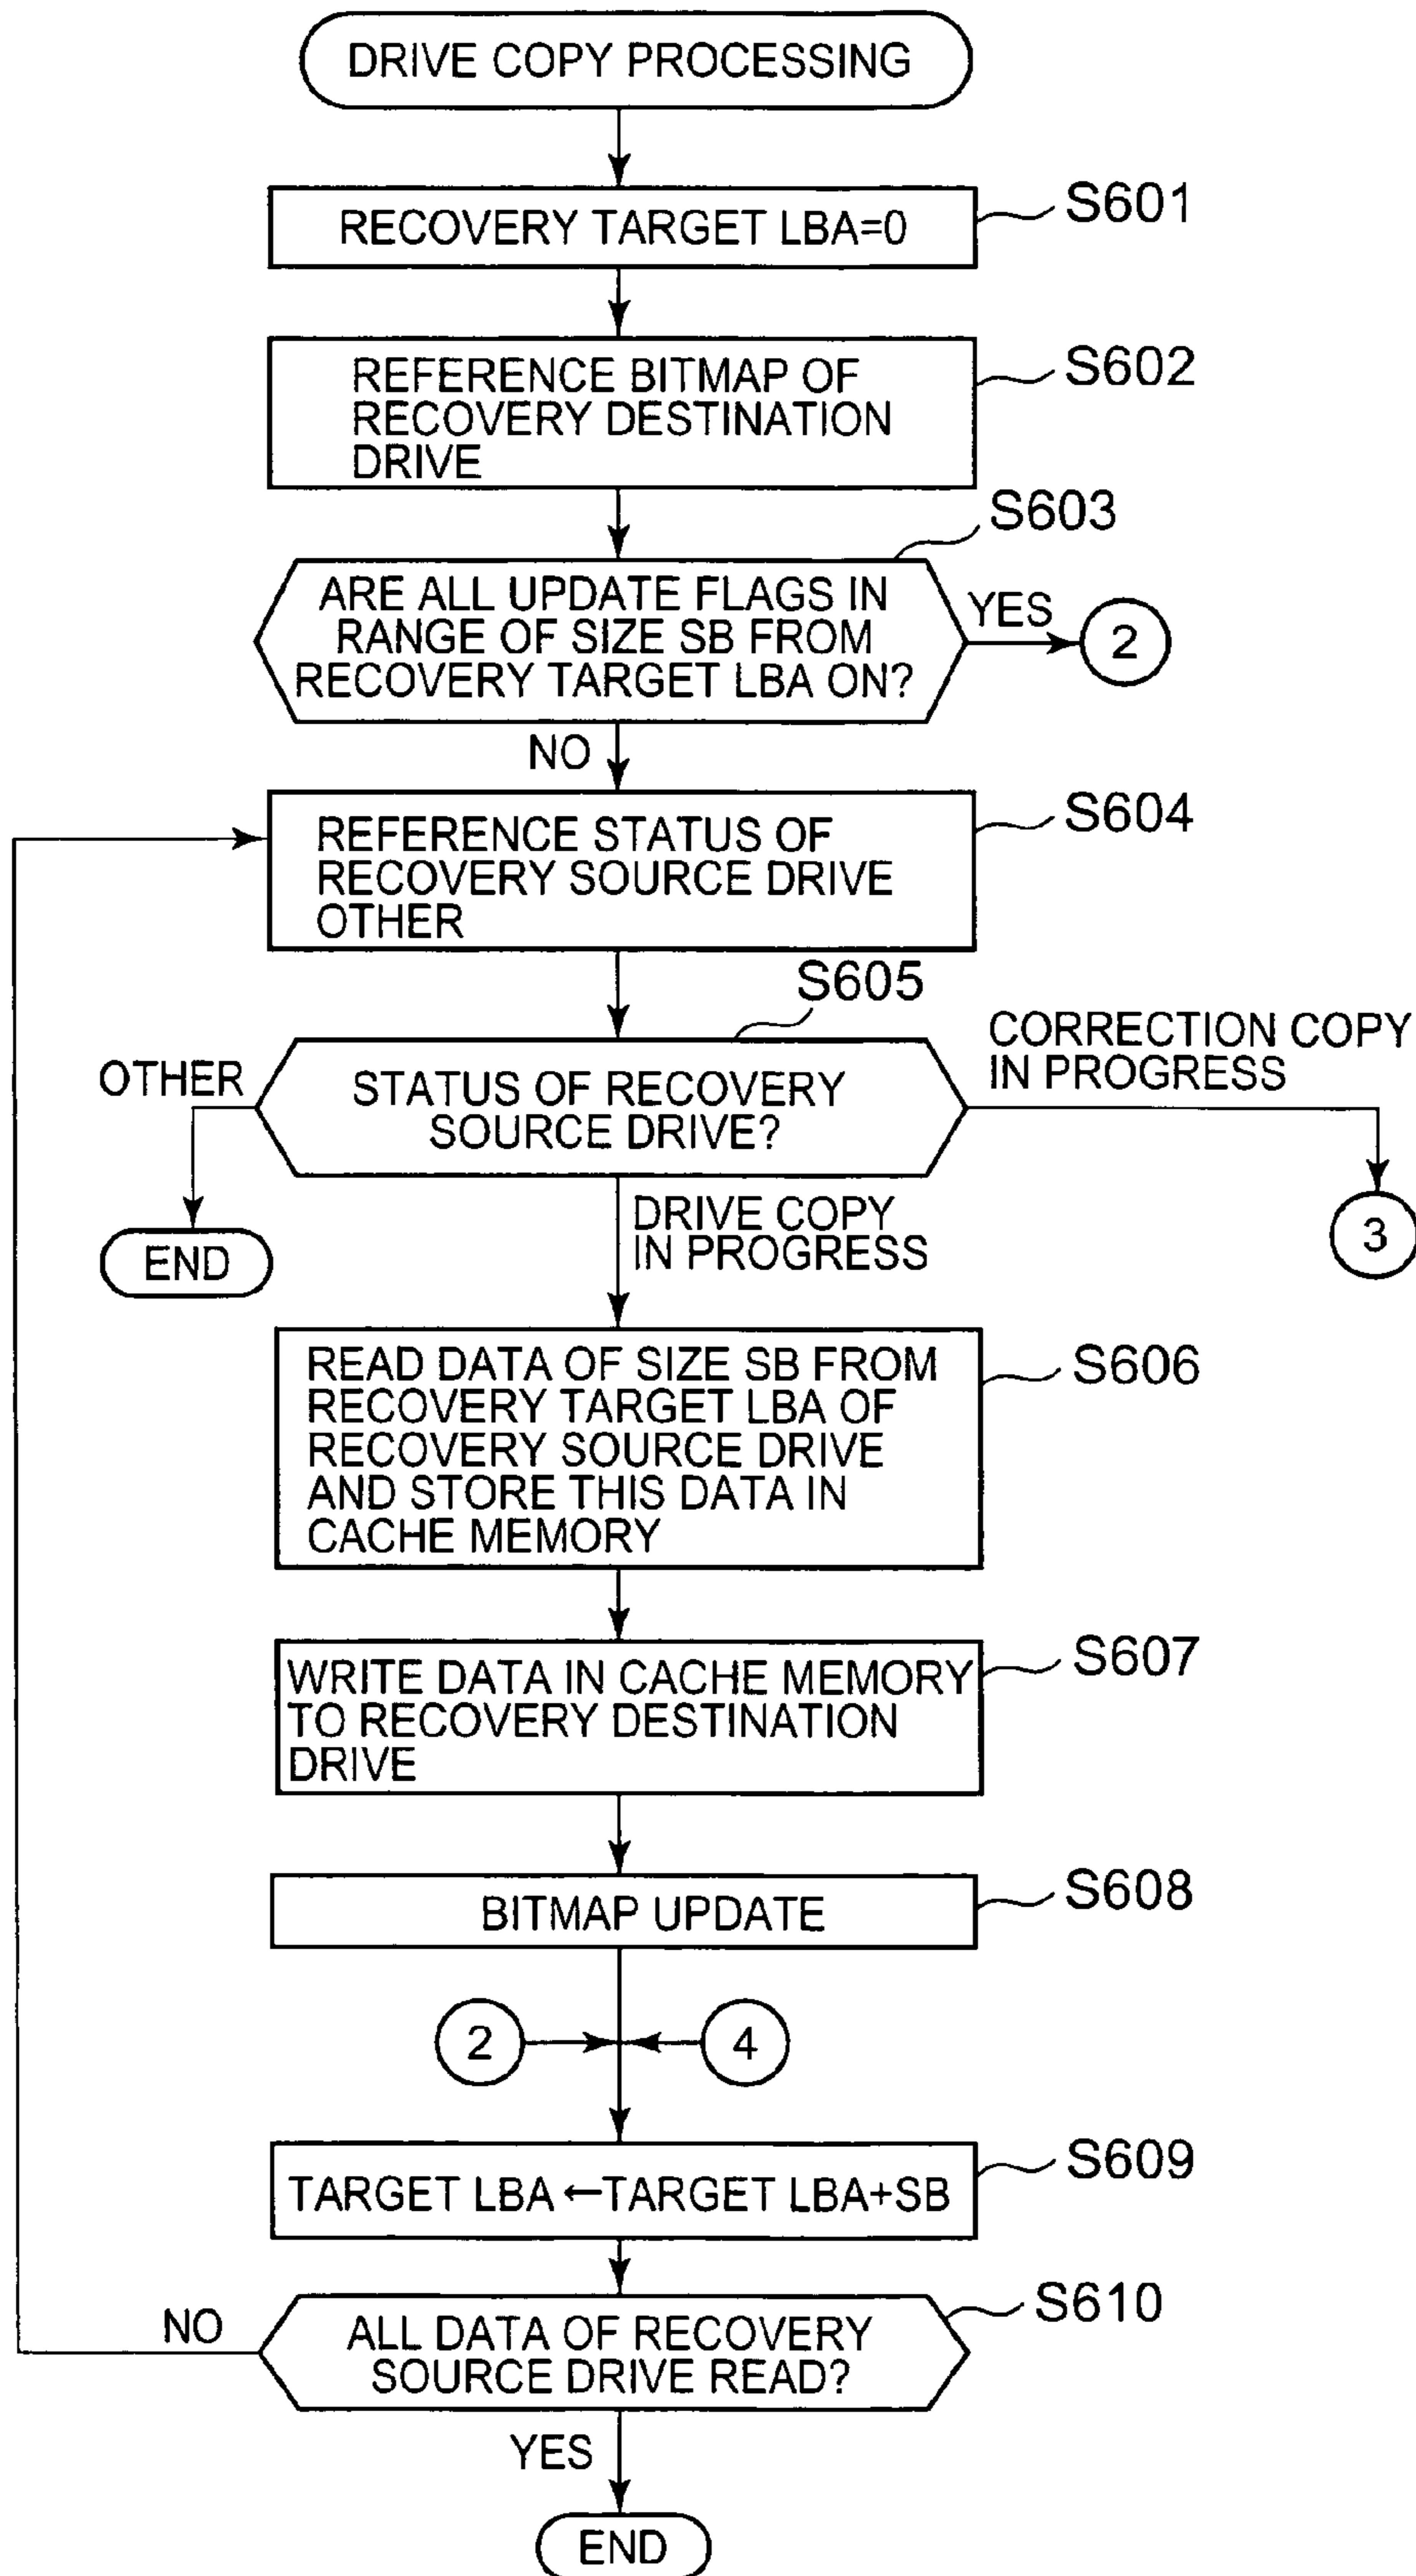 DRIVE COPY PROCESSING
RECOVERY TARGET LBA=0
S601
REFERENCE BITMAP OF
RECOVERY DESTINATION
DRIVE
S602
S603
ARE ALL UPDATE FLAGS IN
RANGE OF SIZE SB FROM
RECOVERY TARGET LBA ON?
YES
2
NO
REFERENCE STATUS OF
RECOVERY SOURCE DRIVE
OTHER
S604
S605
OTHER
STATUS OF RECOVERY
SOURCE DRIVE?
CORRECTION COPY
IN PROGRESS
END
DRIVE COPY
IN PROGRESS
3
READ DATA OF SIZE SB FROM
RECOVERY TARGET LBA OF
RECOVERY SOURCE DRIVE
AND STORE THIS DATA IN
CACHE MEMORY
S606
WRITE DATA IN CACHE MEMORY
TO RECOVERY DESTINATION
DRIVE
S607
BITMAP UPDATE
S608
2
4
TARGET LBA←TARGET LBA+SB
S609
NO
ALL DATA OF RECOVERY
SOURCE DRIVE READ?
S610
YES
END